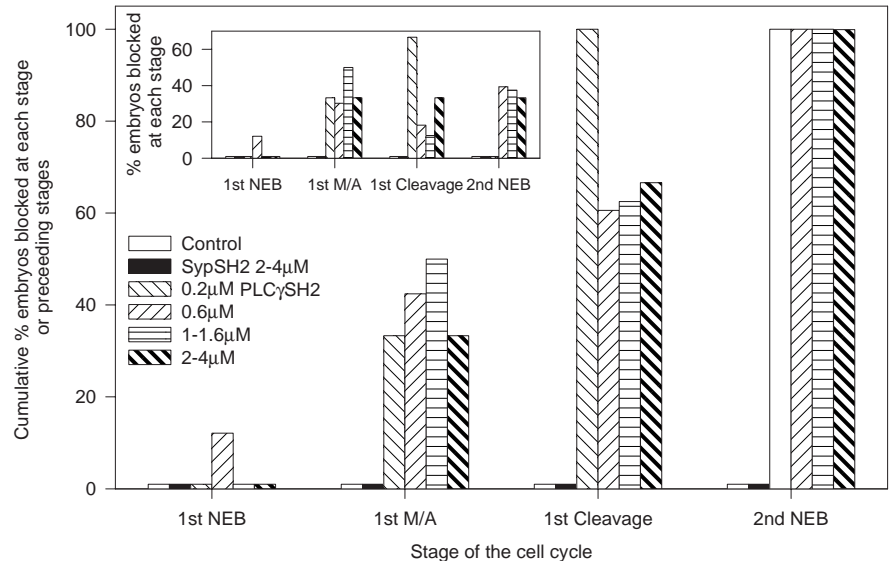 Cumulative % embryos blocked at each stage
or preceeding stages
100
80
60
40
20
0
% embryos blocked
at each stage
60
40
20
0
1st NEB 1st M/A 1st Cleavage 2nd NEB
Control
SypSH2 2-4μM
0.2μM PLCγSH2
0.6μM
1-1.6μM
2-4μM
1st NEB 1st M/A 1st Cleavage 2nd NEB
Stage of the cell cycle